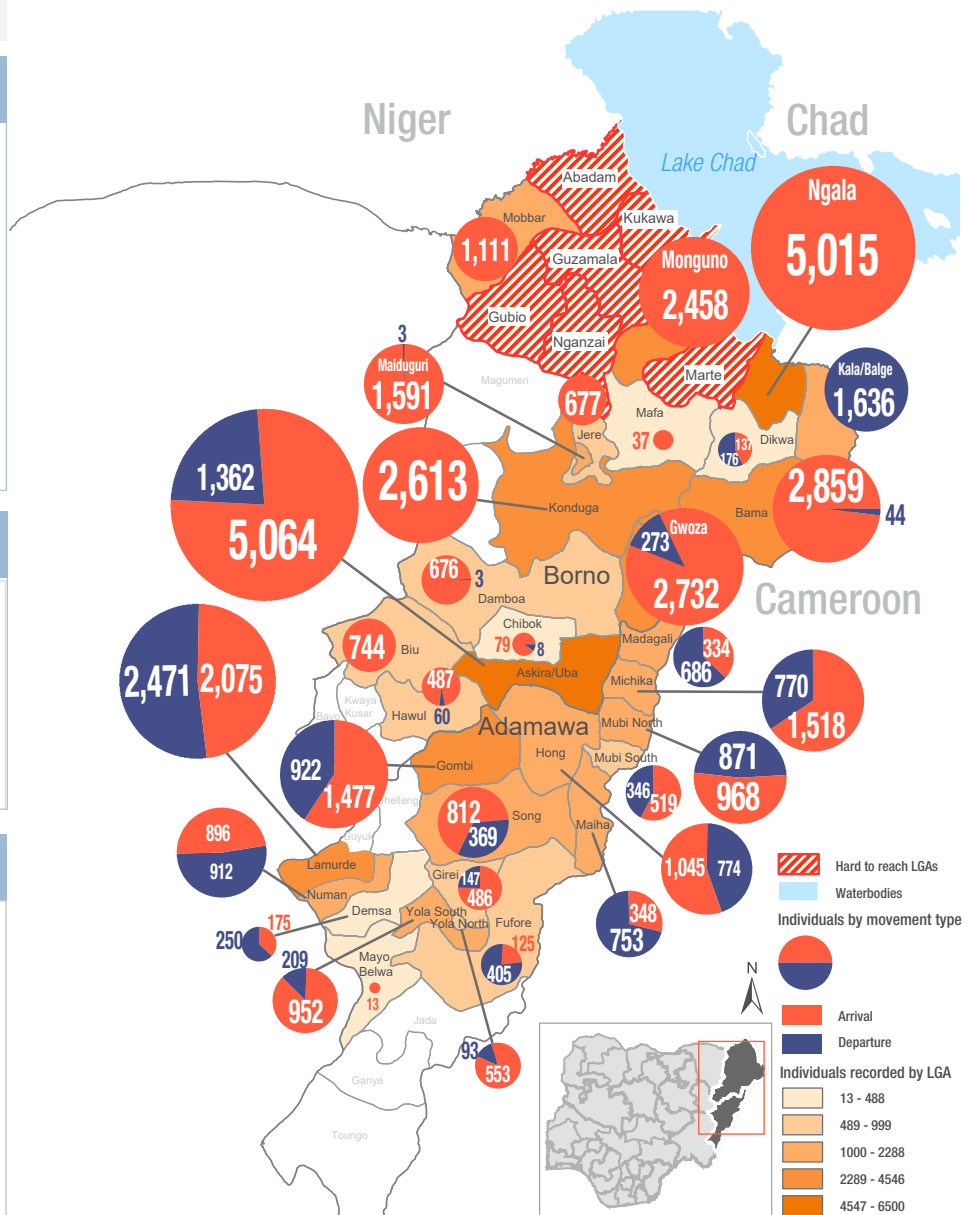 Niger
Chad
Lake Chad
Abadam
Ngala
5,015
Kukawa
Mobbar
1,111
Guzamala
Monguno
2,458
Gubio
Nganzai
3
Maiduguri
1,591
Magumeri
Marte
Kala/Balge
1,636
677
Mafa
37
Jere
137
176
Dikwa
1,362
5,064
2,613
Konduga
2,859
44
Bama
Gwoza
273
2,732
Borno
Cameroon
676
3
Damboa
Chibok
79
8
Madagali
334
686
744
Biu
Askira/Uba
Michika
770
1,518
2,471
2,075
487
60
Hawul
Kwaya
Kusar
Bayo
Adamawa
Mubi North
871
968
Hong
Mubi South
346
519
922
1,477
Gombi
Shelleng
812
369
Song
Maiha
Guyuk
896
912
Lamurde
Numan
Girei
147
486
1,045
774
348
753
Demsa
Yola South
Yola North
Fufore
125
405
175
250
209
952
Mayo
Belwa
13
Jada
93
553
Ganye
Toungo
Hard to reach LGAs
Waterbodies
Individuals by movement type
N
Arrival
Departure
Individuals recorded by LGA
13 - 488
489 - 999
1000 - 2288
2289 - 4546
4547 - 6500